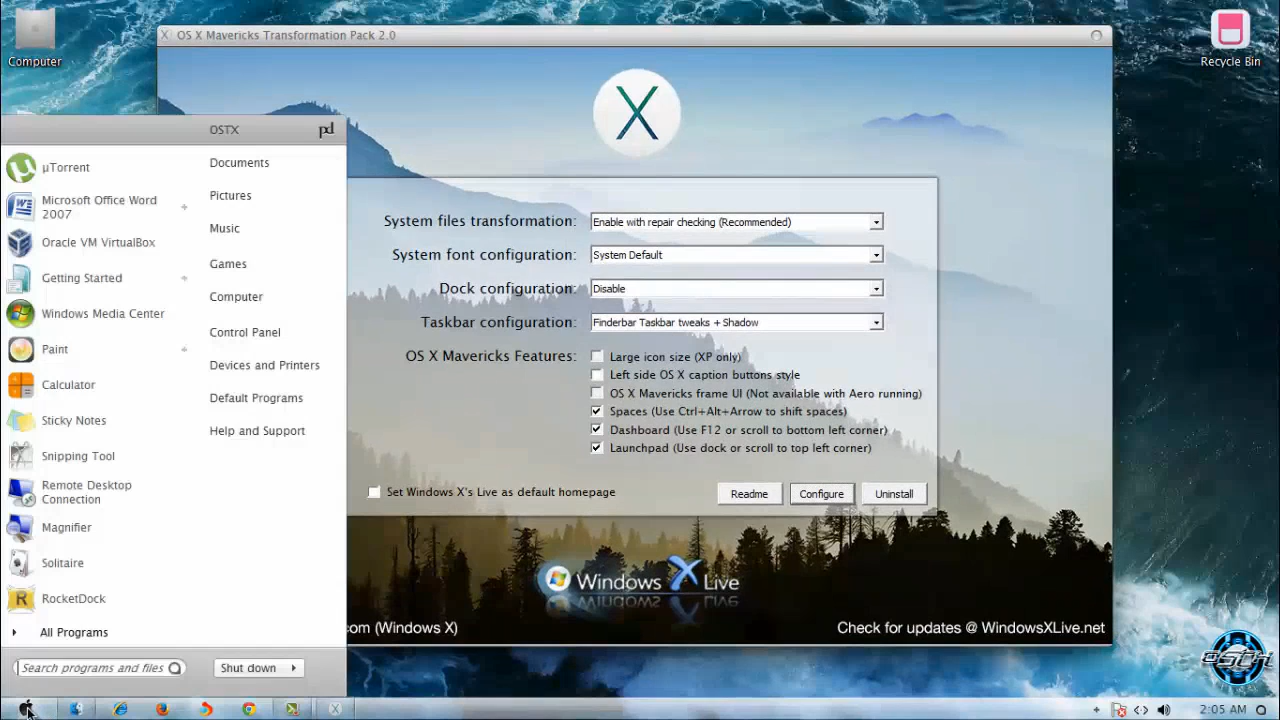 Computer
Recycle Bin
OS X Mavericks Transformation Pack 2.0
OSTX
pd
µTorrent
Microsoft Office Word
2007
Oracle VM VirtualBox
Getting Started
Windows Media Center
Paint
Calculator
Sticky Notes
Snipping Tool
Remote Desktop
Connection
Magnifier
Solitaire
RocketDock
All Programs
Search programs and files
Documents
Pictures
Music
Games
Computer
Control Panel
Devices and Printers
Default Programs
Help and Support
Shut down
X
System files transformation: Enable with repair checking (Recommended)
System font configuration: System Default
Dock configuration: Disable
Taskbar configuration: Finderbar Taskbar tweaks + Shadow
OS X Mavericks Features: Large icon size (XP only)
Left side OS X caption buttons style
OS X Mavericks frame UI (Not available with Aero running)
Spaces (Use Ctrl+Alt+Arrow to shift spaces)
Dashboard (Use F12 or scroll to bottom left corner)
Launchpad (Use dock or scroll to top left corner)
Set Windows X's Live as default homepage
Readme Configure Uninstall
Windows X Live
com (Windows X)
Check for updates @ WindowsXLive.net
OSTX
2:05 AM